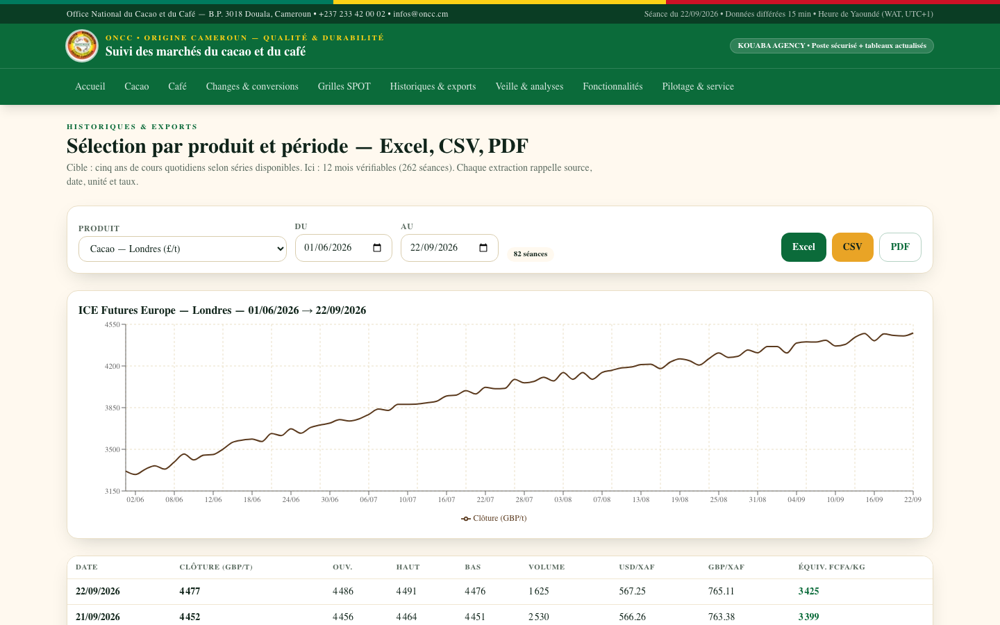 Office National du Cacao et du Café — B.P. 3018 Douala, Cameroun • +237 233 42 00 02 • infos@oncc.cm
Séance du 22/09/2026 • Données différées 15 min • Heure de Yaoundé (WAT, UTC+1)
ONCC • ORIGINE CAMEROUN — QUALITÉ & DURABILITÉ
Suivi des marchés du cacao et du café
KOUABA AGENCY • Poste sécurisé + tableaux actualisés
Accueil Cacao Café Changes & conversions Grilles SPOT Historiques & exports Veille & analyses Fonctionnalités Pilotage & service
HISTORIQUES & EXPORTS
Sélection par produit et période — Excel, CSV, PDF
Cible : cinq ans de cours quotidiens selon séries disponibles. Ici : 12 mois vérifiables (262 séances). Chaque extraction rappelle source,
date, unité et taux.
PRODUIT DU AU
Cacao — Londres (£/t) 01/06/2026 22/09/2026 82 séances Excel CSV PDF
ICE Futures Europe — Londres — 01/06/2026 → 22/09/2026
4550
4200
3850
3500
3150
02/06 08/06 12/06 18/06 24/06 30/06 06/07 10/07 16/07 22/07 28/07 03/08 07/08 13/08 19/08 25/08 31/08 04/09 10/09 16/09 22/09
Clôture (GBP/t)
DATE CLÔTURE (GBP/T) OUV. HAUT BAS VOLUME USD/XAF GBP/XAF ÉQUIV. FCFA/KG
22/09/2026 4 477 4 486 4 491 4 476 1 625 567.25 765.11 3 425
21/09/2026 4 452 4 456 4 464 4 451 2 530 566.26 763.38 3 399